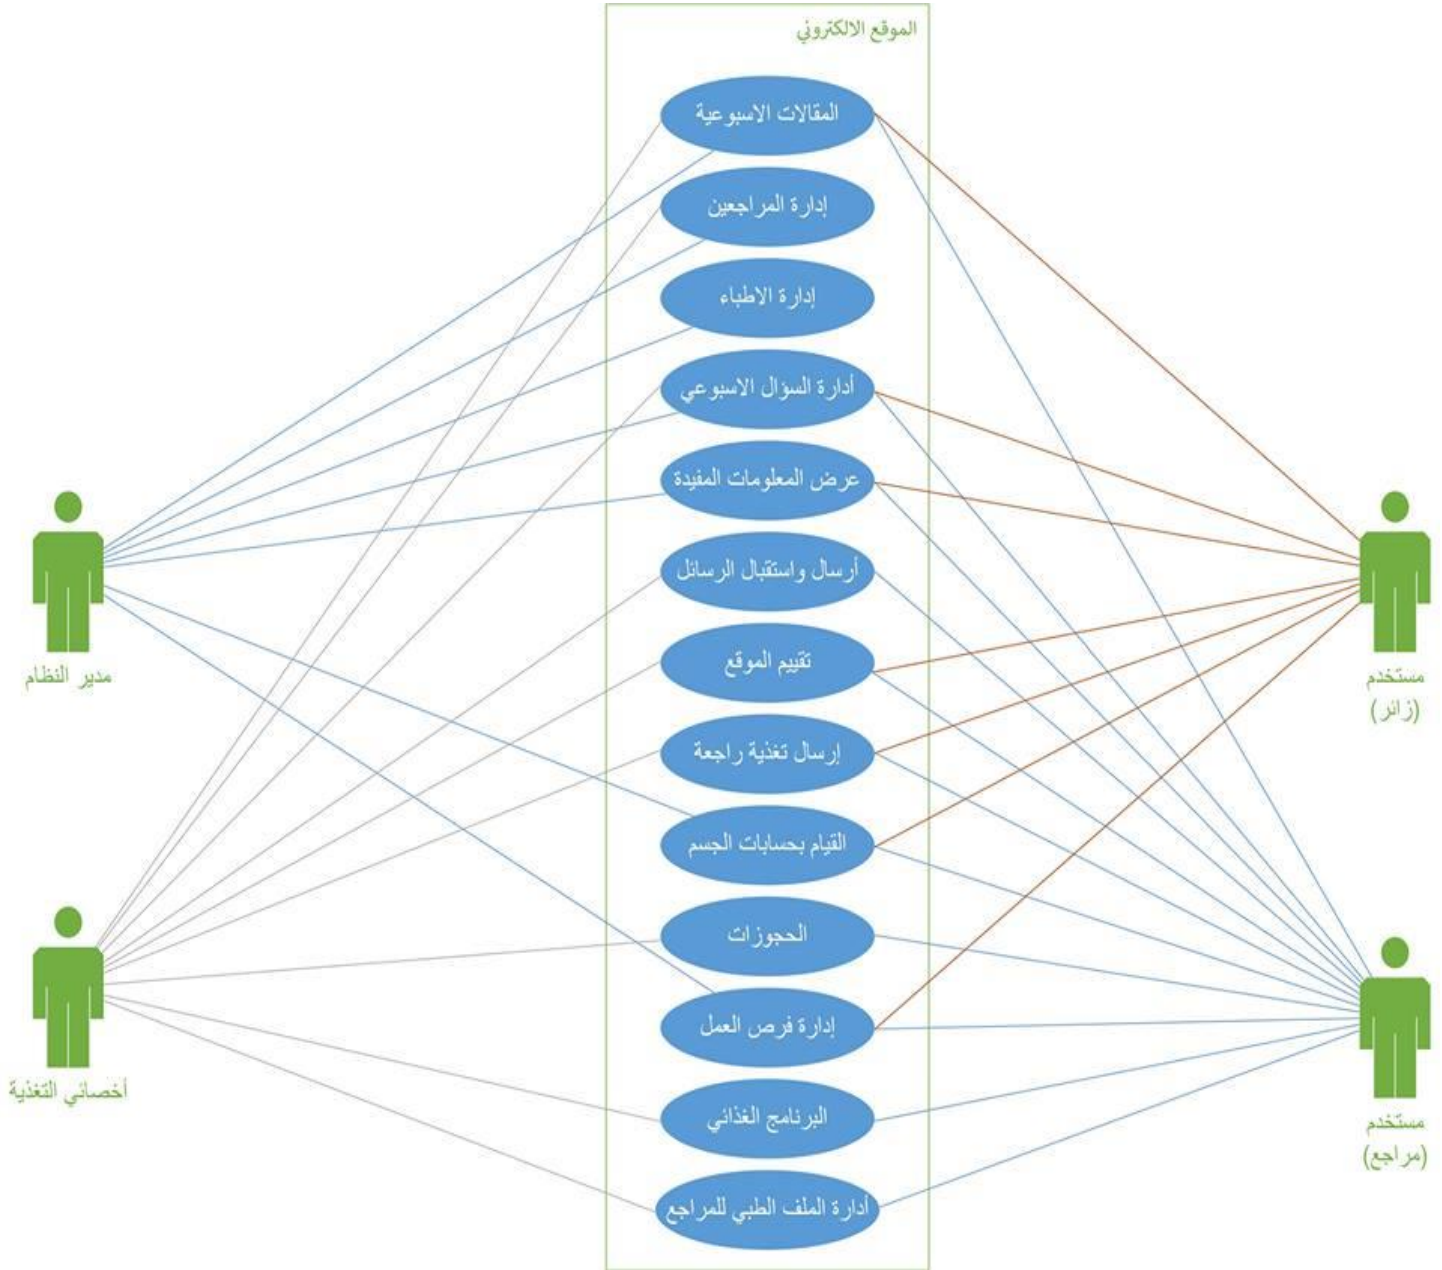 الموقع الالكتروني
المقالات الاسبوعية
إدارة المراجعين
إدارة الاطباء
أدارة السؤال الاسبوعي
عرض المعلومات المفيدة
أرسال واستقبال الرسائل
تقييم الموقع
إرسال تغذية راجعة
القيام بحسابات الجسم
الحجوزات
إدارة فرص العمل
البرنامج الغذائي
أدارة الملف الطبي للمراجع
مستخدم
(زائر)
مستخدم
(مراجع)
مدير النظام
أخصائي التغذية